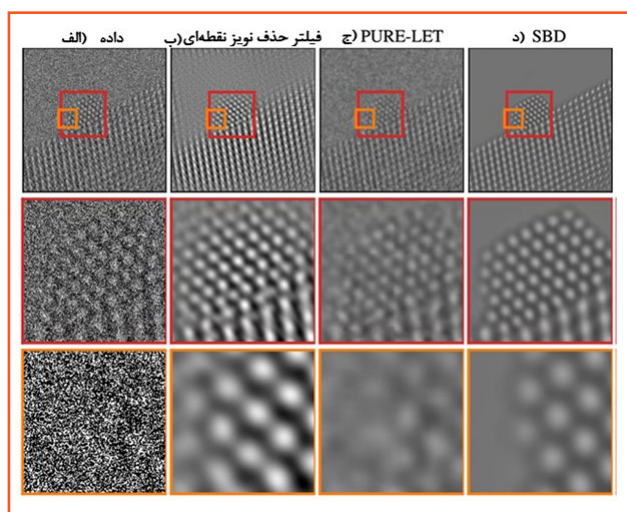 الف) داده
ب) فیلتر حذف نویز نقطه‌ای
ج) PURE-LET
د) SBD